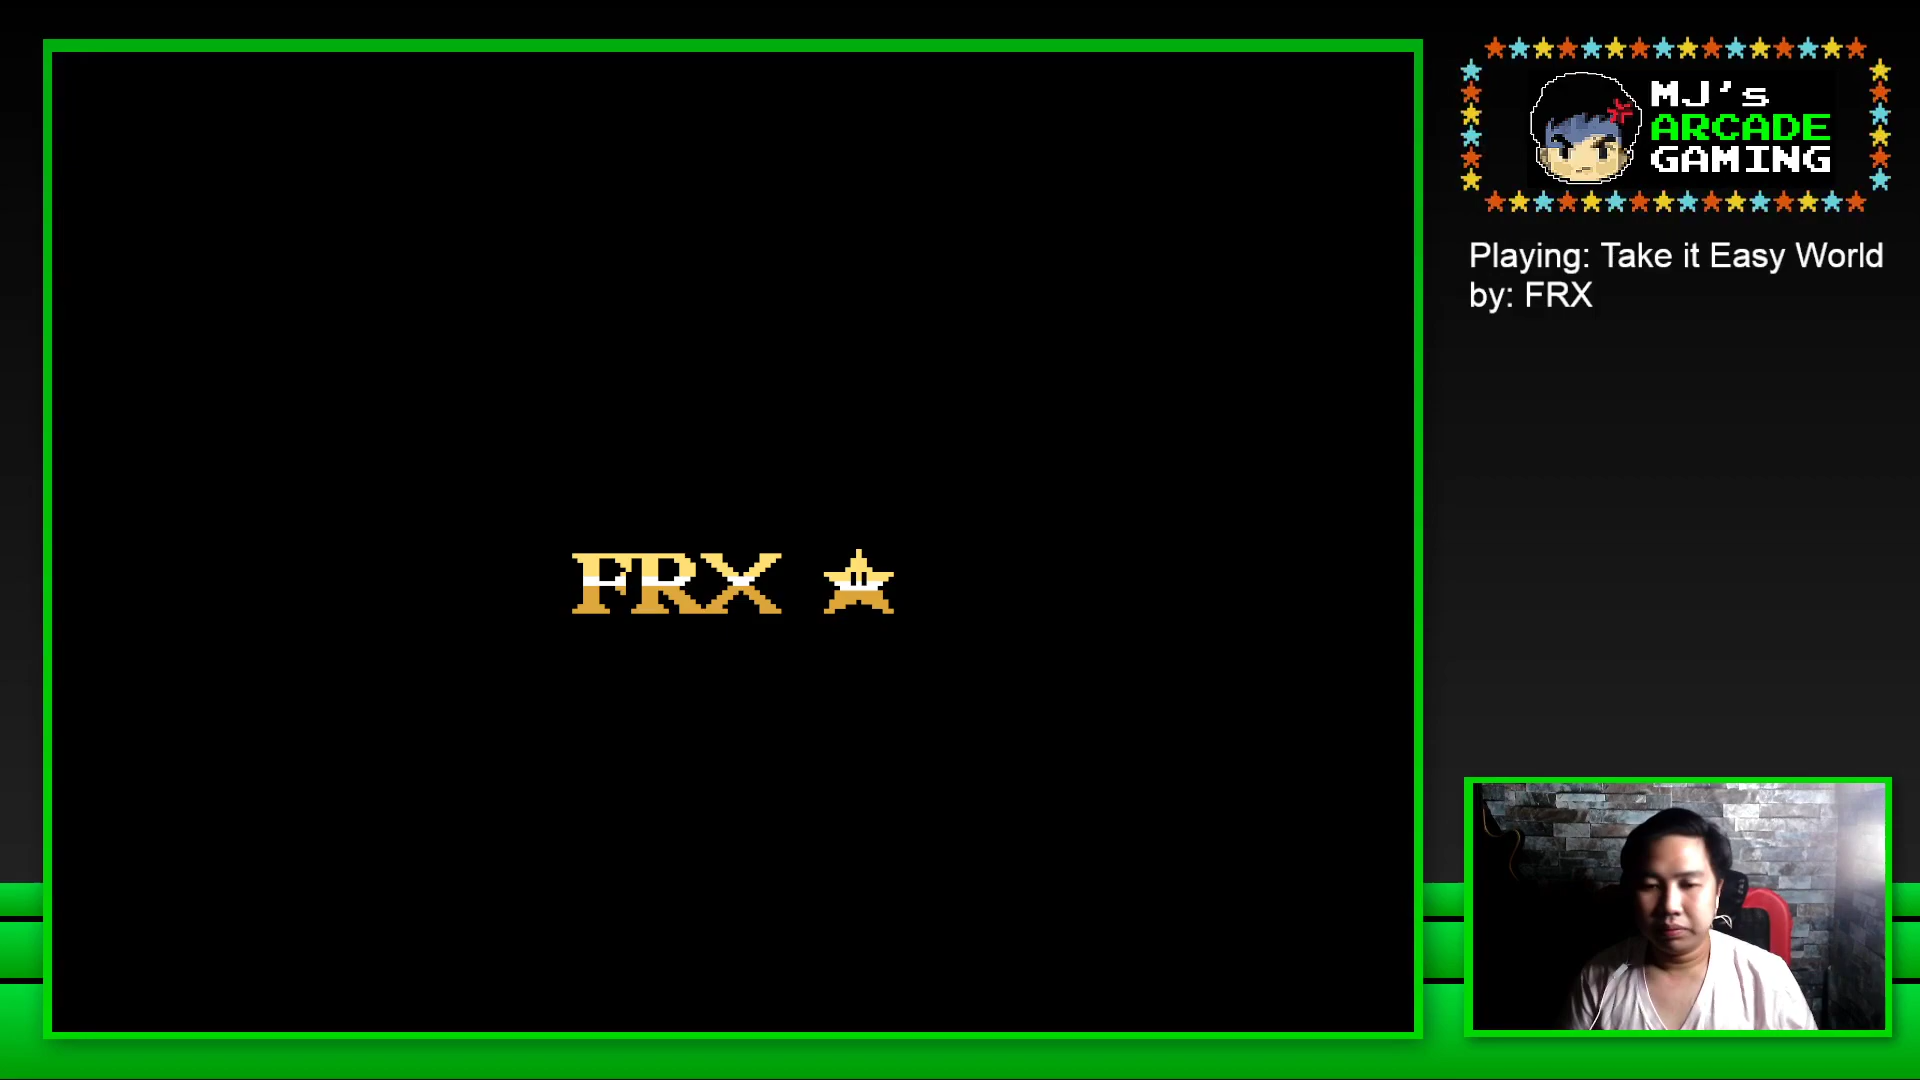 FRX
MJ's
ARCADE
GAMING
Playing: Take it Easy World
by: FRX